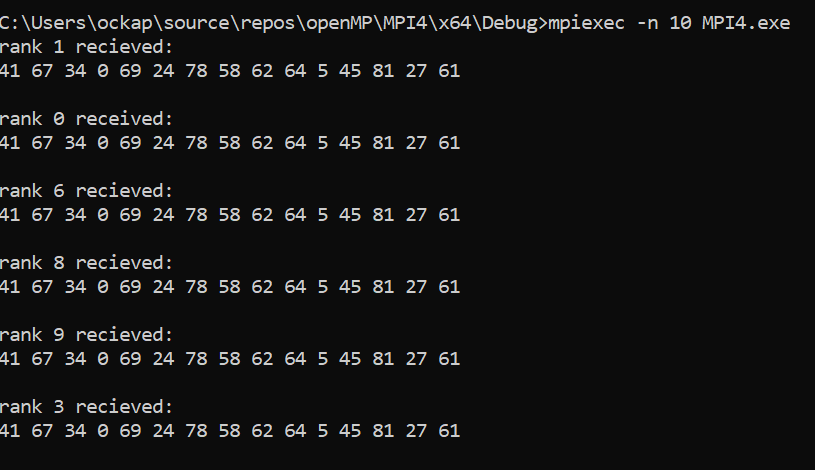 C:\Users\ockap\source\repos\openMP\MPI4\x64\Debug>mpiexec -n 10 MPI4.exe
rank 1 recieved:
41 67 34 0 69 24 78 58 62 64 5 45 81 27 61
rank 0 received:
41 67 34 0 69 24 78 58 62 64 5 45 81 27 61
rank 6 recieved:
41 67 34 0 69 24 78 58 62 64 5 45 81 27 61
rank 8 recieved:
41 67 34 0 69 24 78 58 62 64 5 45 81 27 61
rank 9 recieved:
41 67 34 0 69 24 78 58 62 64 5 45 81 27 61
rank 3 recieved:
41 67 34 0 69 24 78 58 62 64 5 45 81 27 61